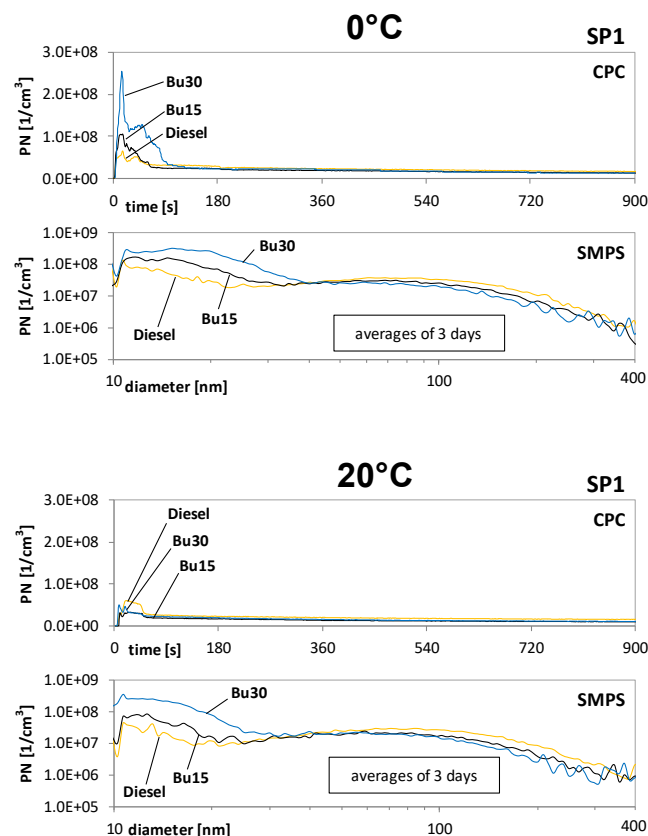 0°C
SP1
CPC
3.0E+08
2.0E+08
1.0E+08
0.0E+00
PN [1/cm³]
Bu30
Bu15
Diesel
0 180 360 540 720 900
time [s]
SMPS
1.0E+09
1.0E+08
1.0E+07
1.0E+06
1.0E+05
PN [1/cm³]
Bu30
Diesel
Bu15
averages of 3 days
10 100 400
diameter [nm]
20°C
SP1
CPC
3.0E+08
2.0E+08
1.0E+08
0.0E+00
PN [1/cm³]
Diesel
Bu30
Bu15
0 180 360 540 720 900
time [s]
SMPS
1.0E+09
1.0E+08
1.0E+07
1.0E+06
1.0E+05
PN [1/cm³]
Bu30
Bu15
Diesel
averages of 3 days
10 100 400
diameter [nm]